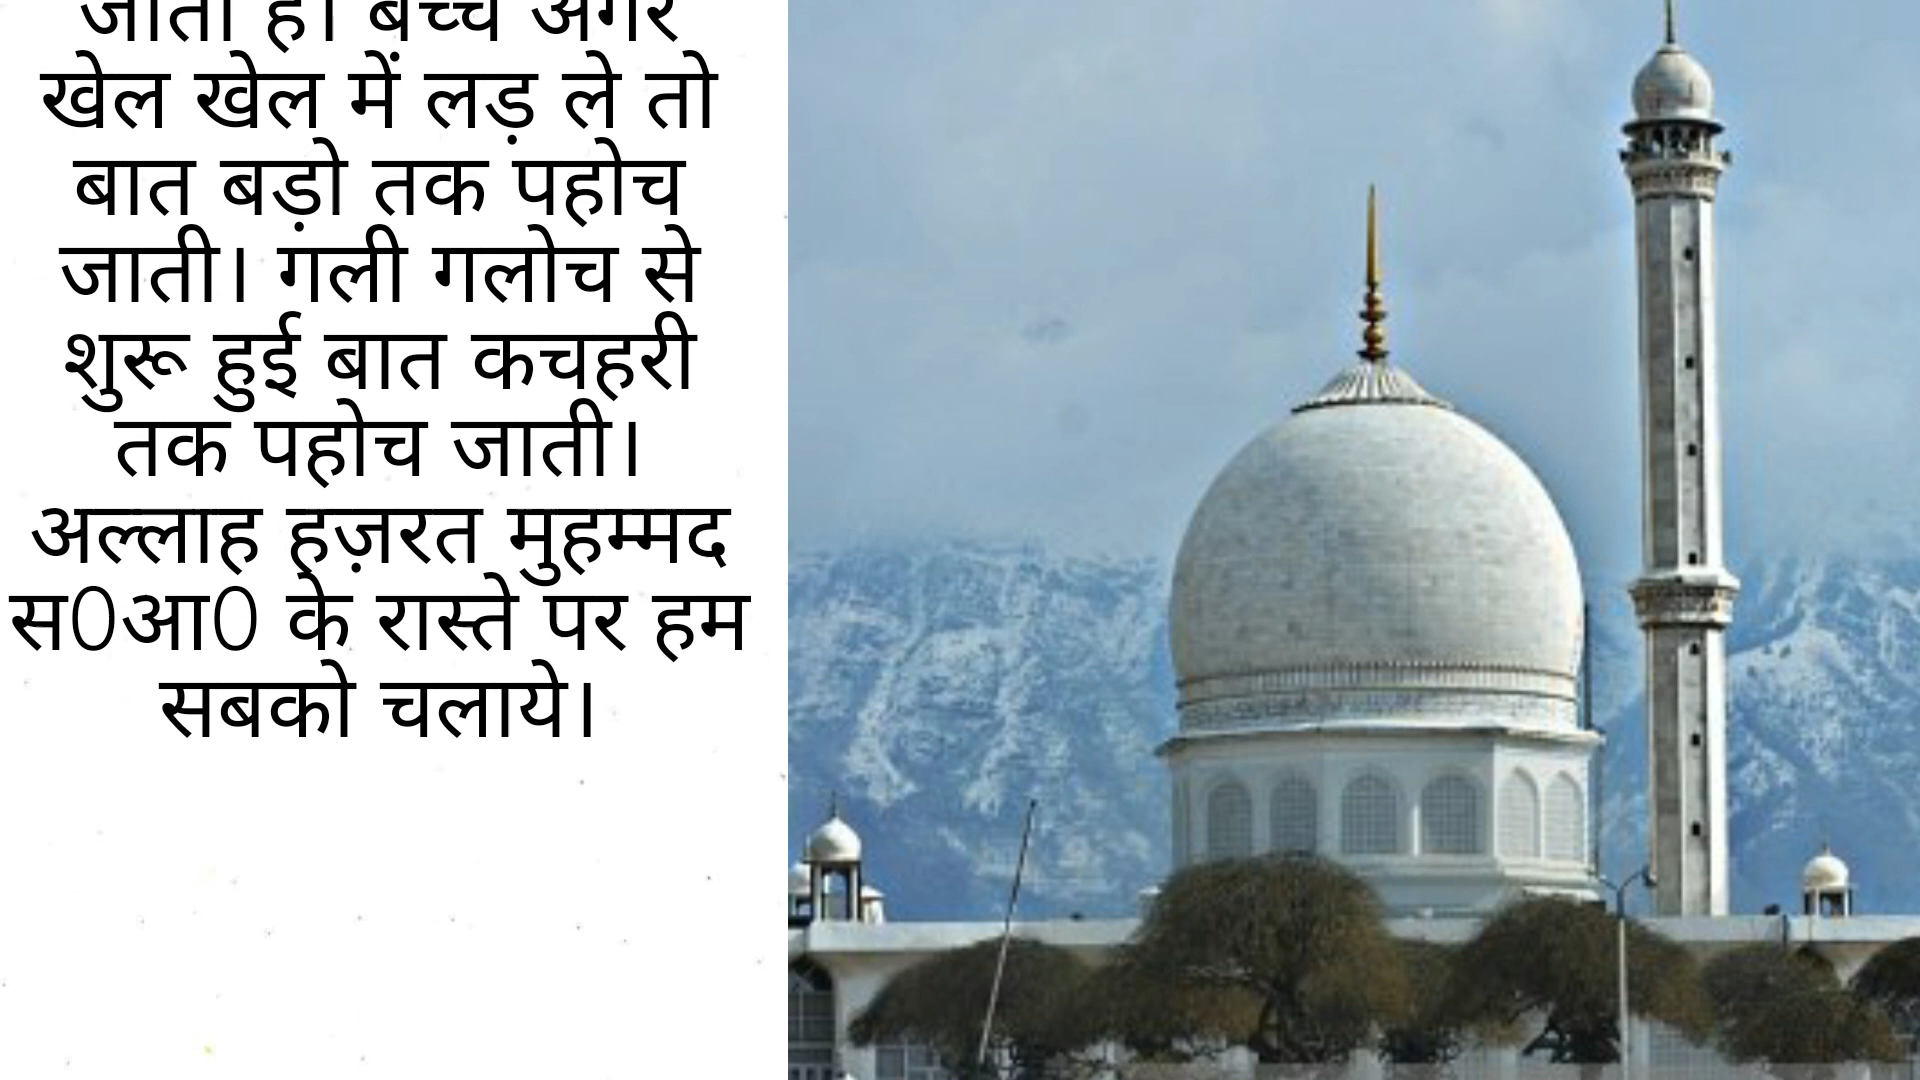 जाता है। बच्चे अगर
खेल खेल में लड़ ले तो
बात बड़ो तक पहोच
जाती। गली गलोच से
शुरू हुई बात कचहरी
तक पहोच जाती।
अल्लाह हज़रत मुहम्मद
स0आ0 के रास्ते पर हम
सबको चलाये।